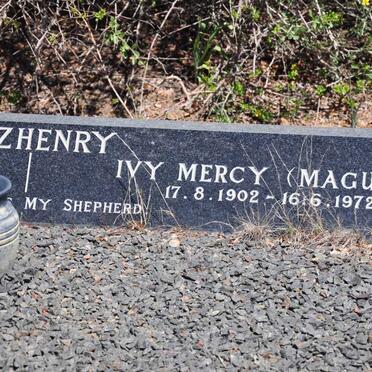 ZHENRY
IVY MERCY (MAGU
17.8.1902 - 16.6.1972
MY SHEPHERD